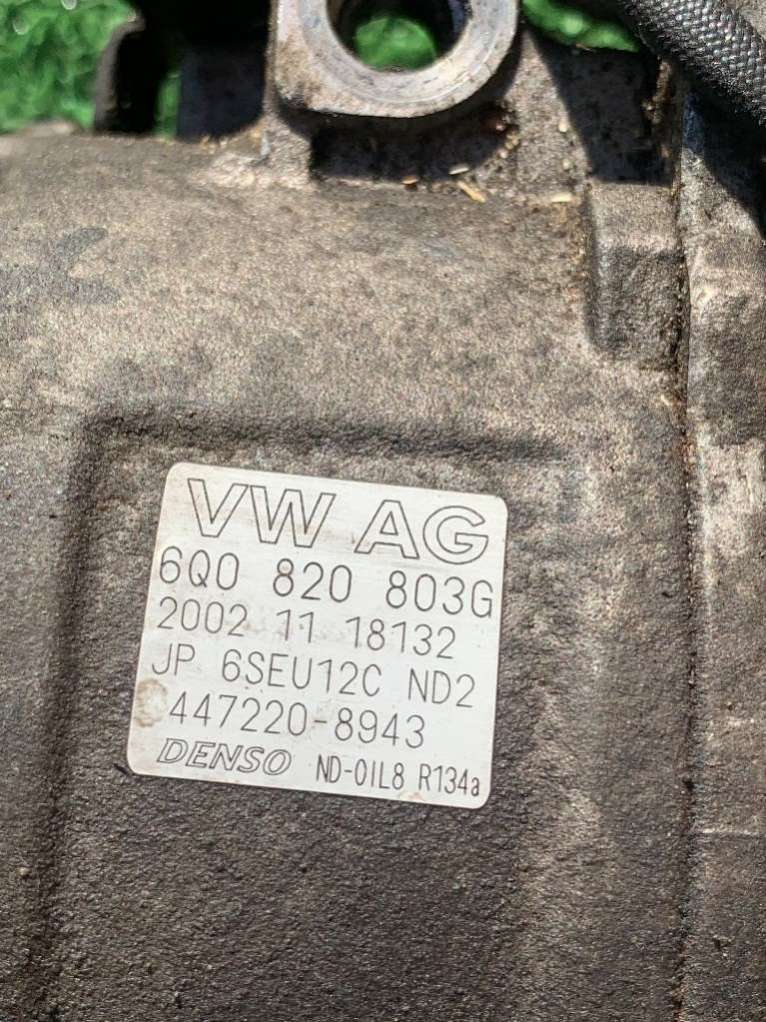 VW AG
6Q0 820 803G
2002 11 18132
JP 6SEU12C ND2
447220-8943
DENSO ND-OIL8 R134a